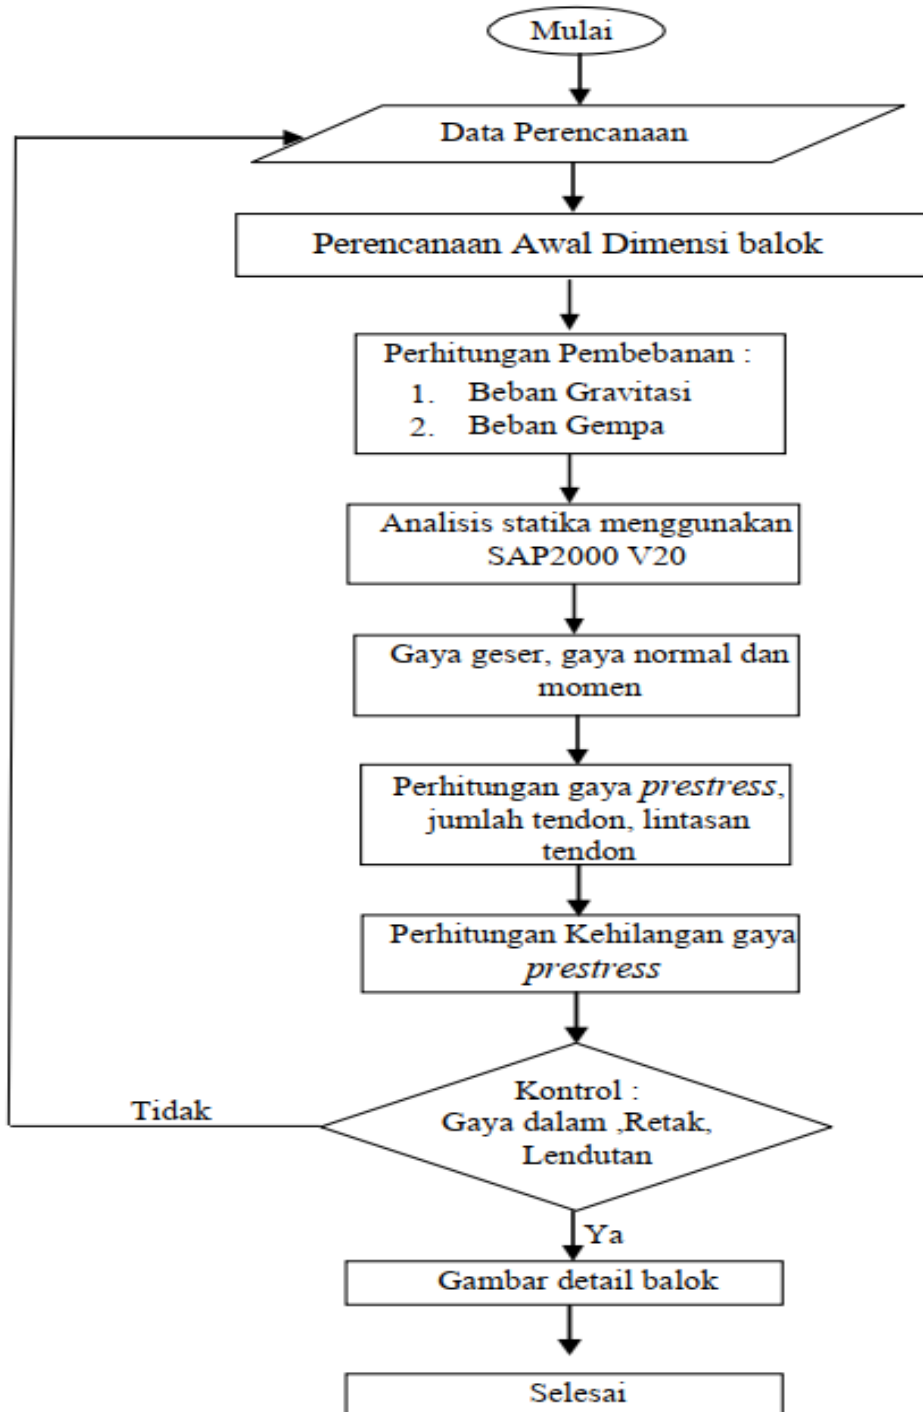 Mulai
Data Perencanaan
Perencanaan Awal Dimensi balok
Perhitungan Pembebanan :
1. Beban Gravitasi
2. Beban Gempa
Analisis statika menggunakan
SAP2000 V20
Gaya geser, gaya normal dan
momen
Perhitungan gaya prestress,
jumlah tendon, lintasan
tendon
Perhitungan Kehilangan gaya
prestress
Kontrol :
Gaya dalam ,Retak,
Lendutan
Tidak
Ya
Gambar detail balok
Selesai